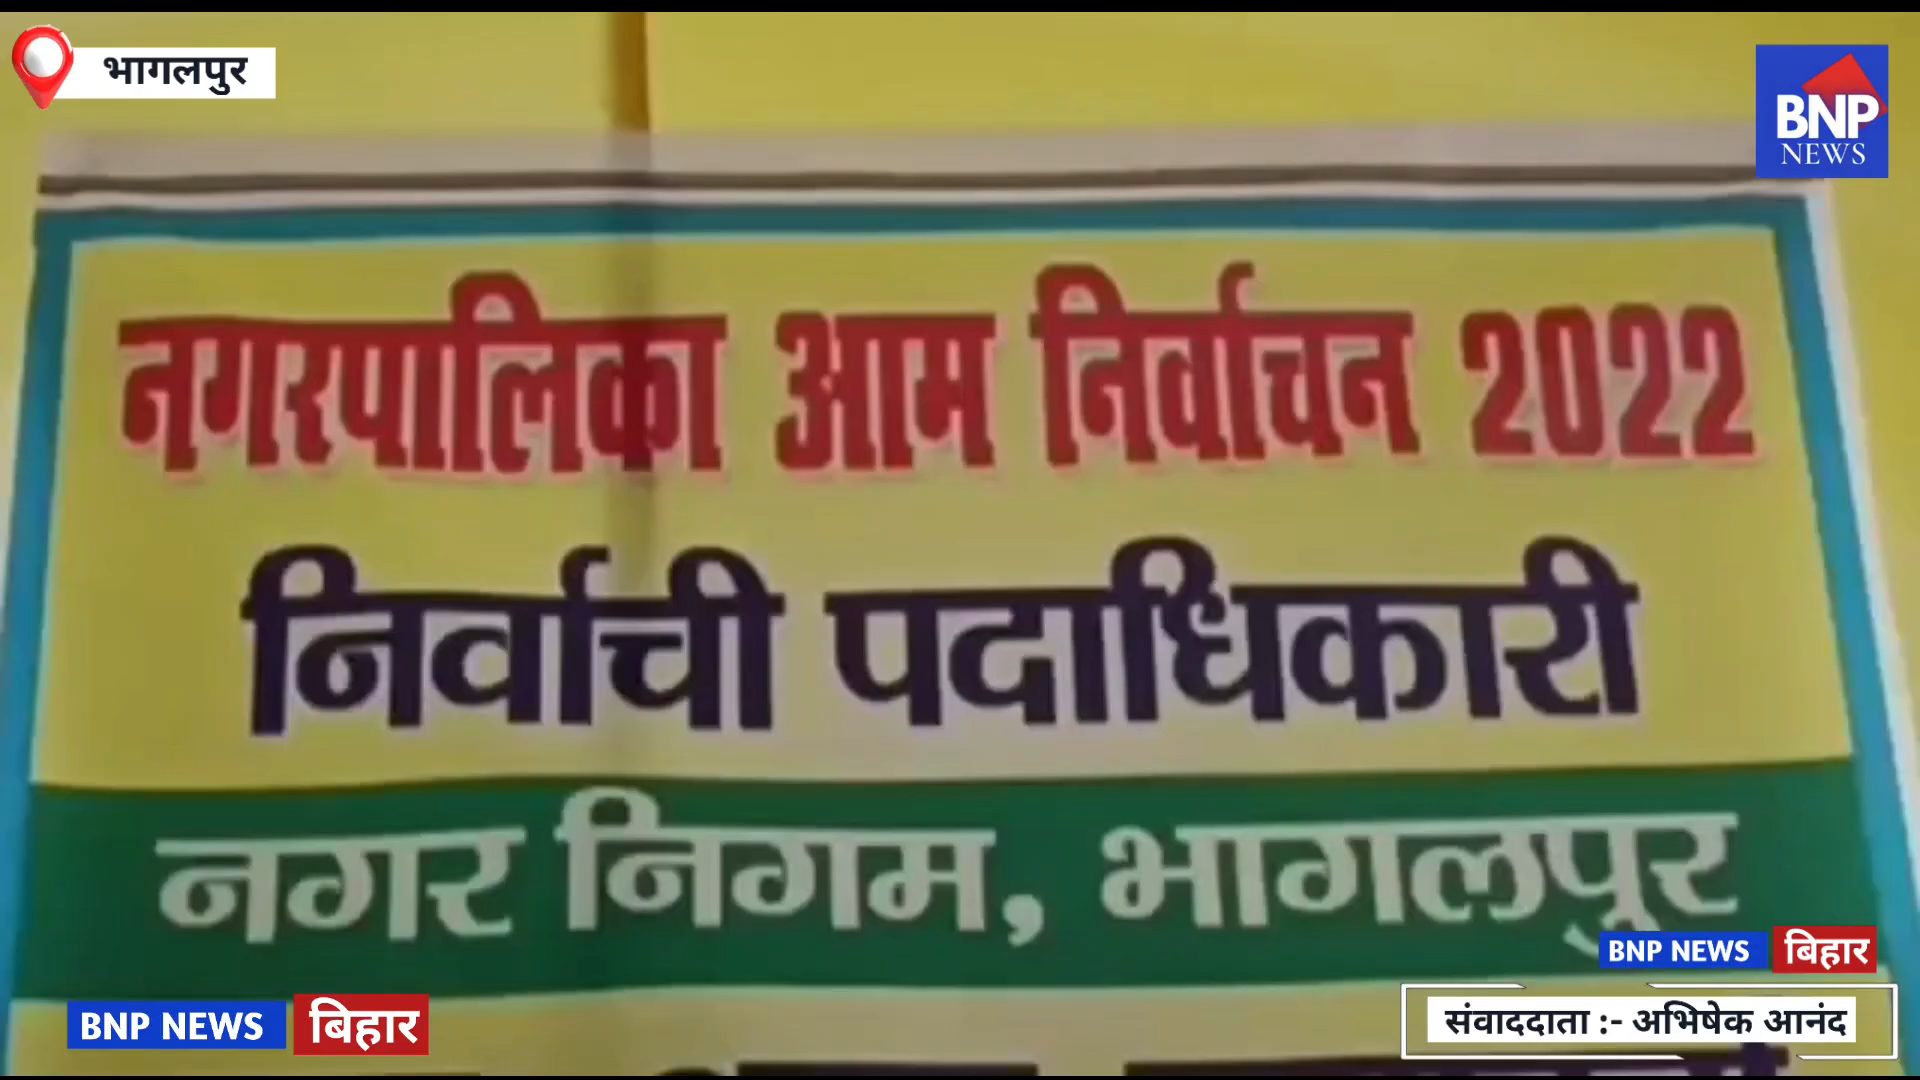 भागलपुर
BNP
NEWS
नगरपालिका आम निर्वाचन 2022
निर्वाची पदाधिकारी
नगर निगम, भागलपुर
BNP NEWS बिहार
BNP NEWS बिहार
संवाददाता :- अभिषेक आनंद